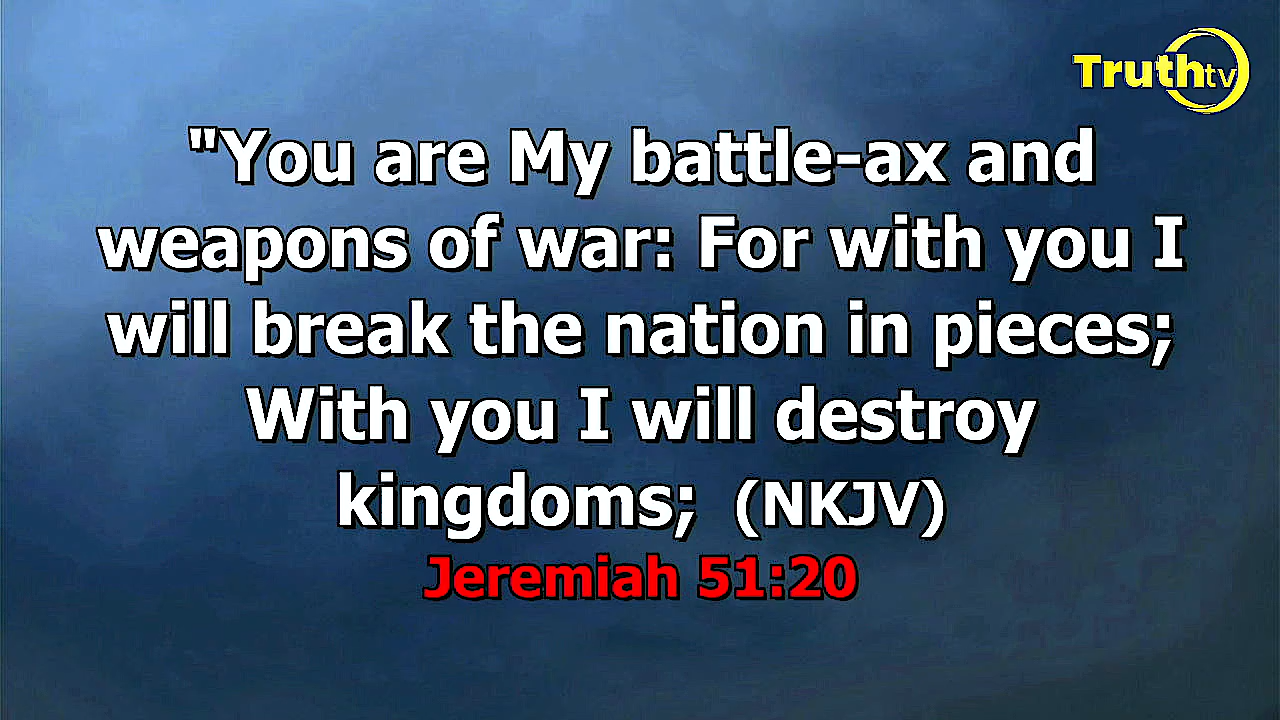 Truthtv
"You are My battle-ax and
weapons of war: For with you I
will break the nation in pieces;
With you I will destroy
kingdoms; (NKJV)
Jeremiah 51:20